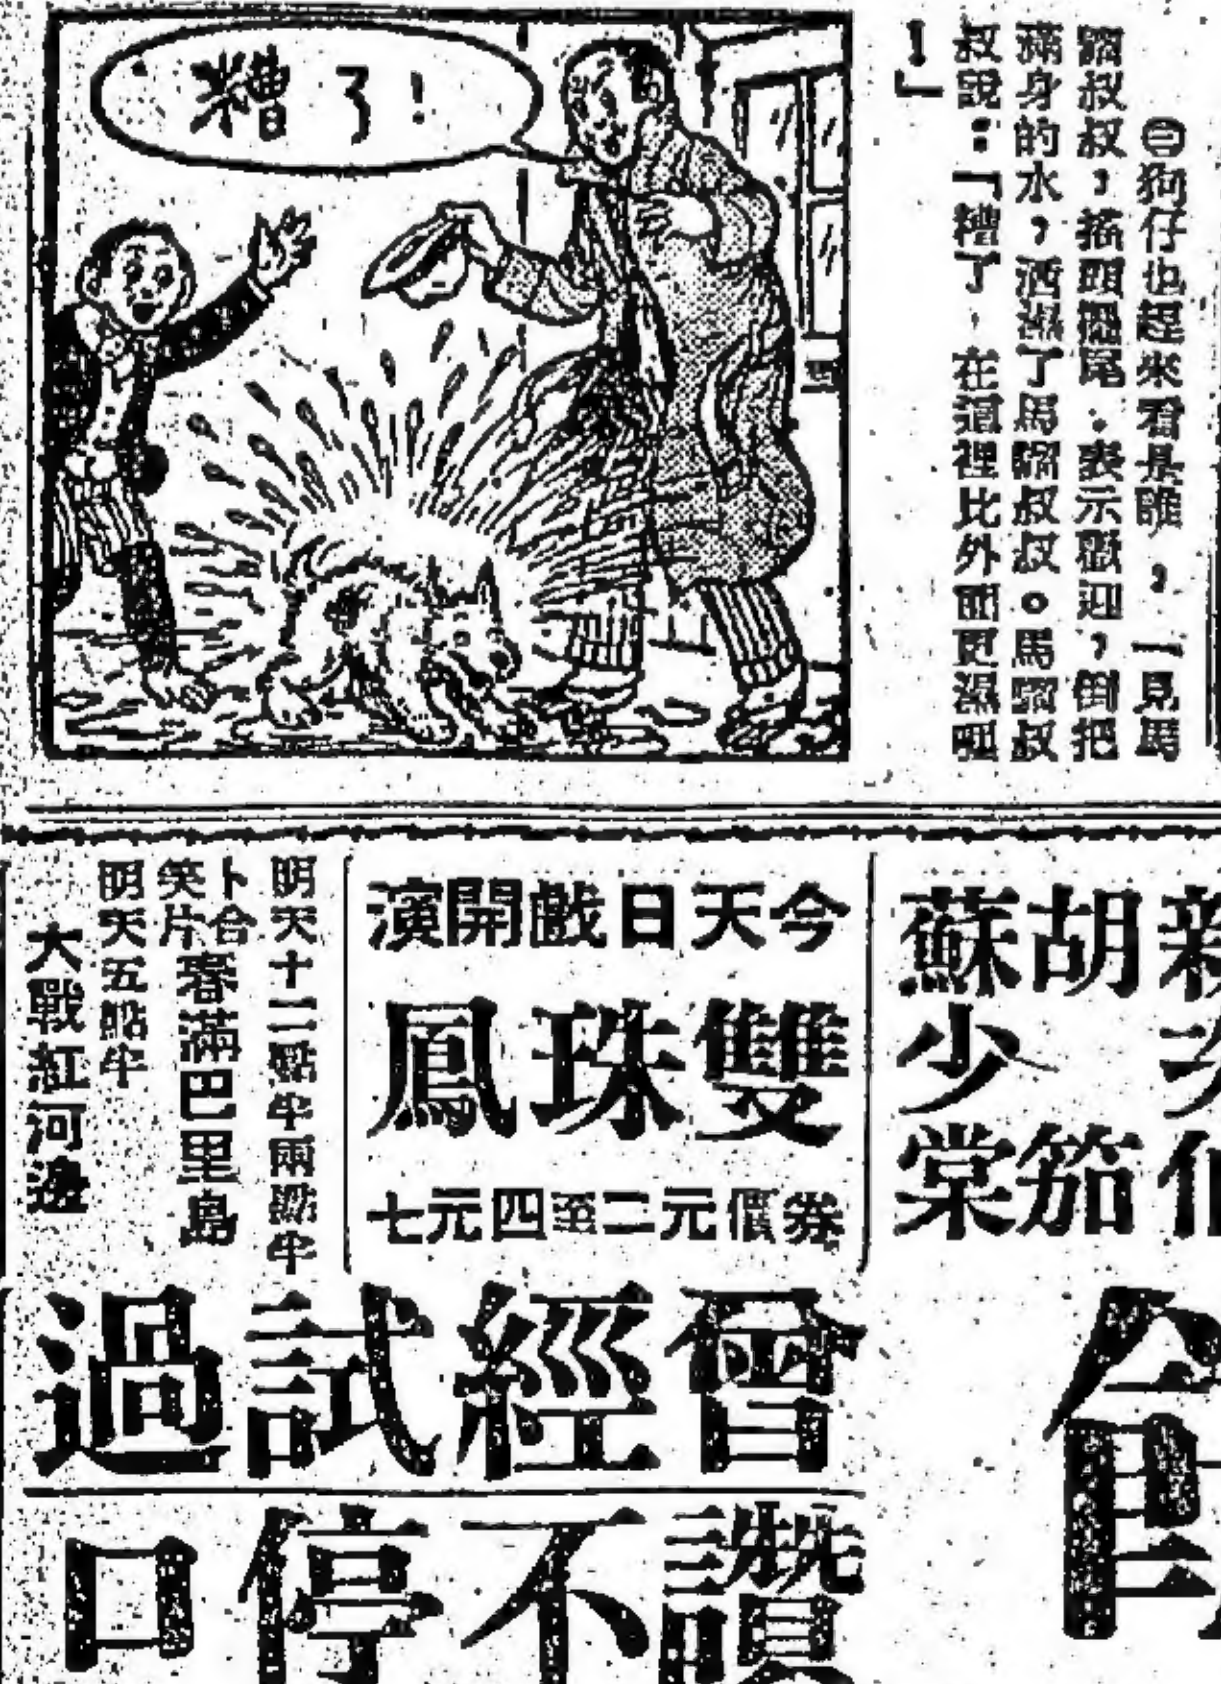 糟了!
㊂狗仔也趕來看是誰，一見馬
騮叔叔，搖頭擺尾．表示歡迎，倒把
滿身的水，洒濕了馬騮叔叔。馬騮叔
叔說：「糟了，在這裡比外面更濕哩
！」
胡 笳
蘇少棠
今天日戲開演
雙珠鳳
券價元二至四元七
明天十二點半兩點半
卜合
笑片春滿巴里島
明天五點半
大戰紅河邊
曾經試過
讚不停口